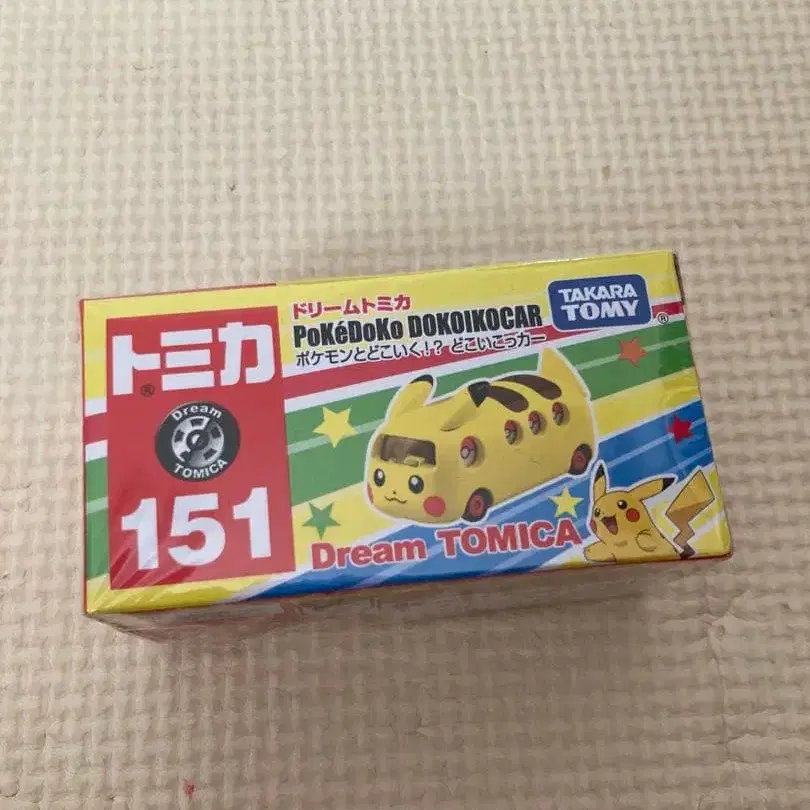 トミカ
®
Dream
TOMICA
151
ドリームトミカ
PoKéDoKo DOKOIKOCAR
ポケモンとどこいく!? どこいこっカー
TAKARA
TOMY
®
Dream TOMICA